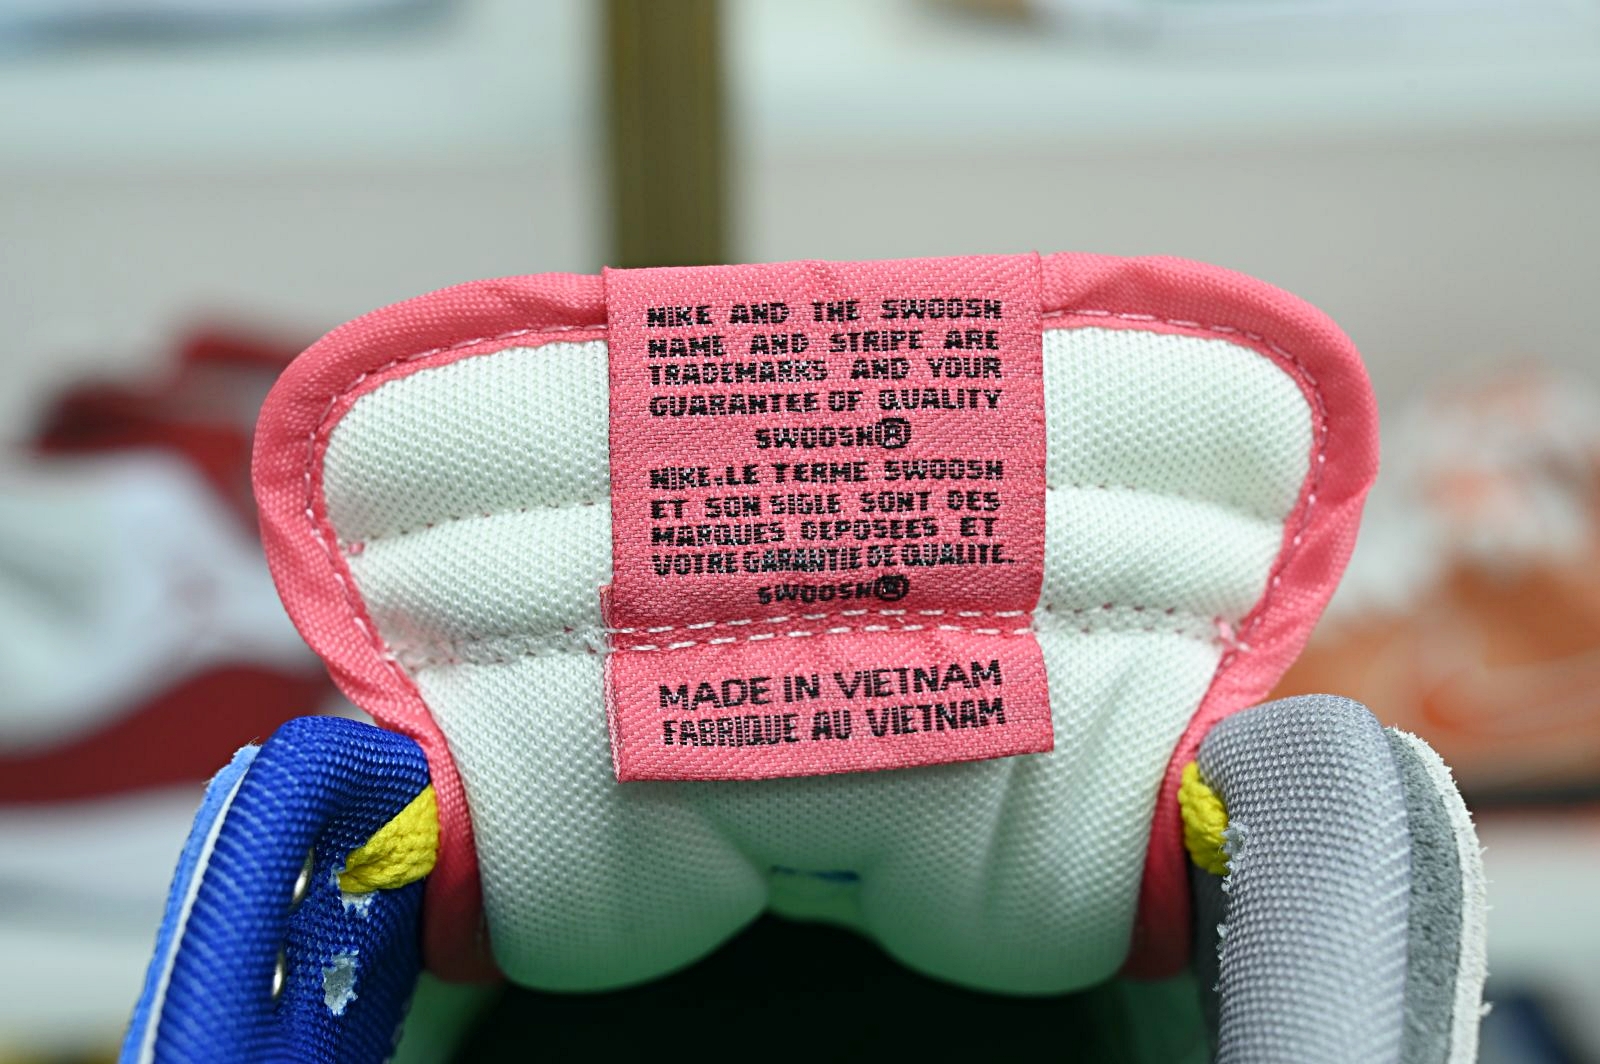 NIKE AND THE SWOOSH
NAME AND STRIPE ARE
TRADEMARKS AND YOUR
GUARANTEE OF QUALITY
SWOOSH®
NIKE.LE TERME SWOOSH
ET SON SIGLE SONT DES
MARQUES DEPOSEES ET
VOTRE GARANTIE DE QUALITE.
SWOOSH®
MADE IN VIETNAM
FABRIQUE AU VIETNAM